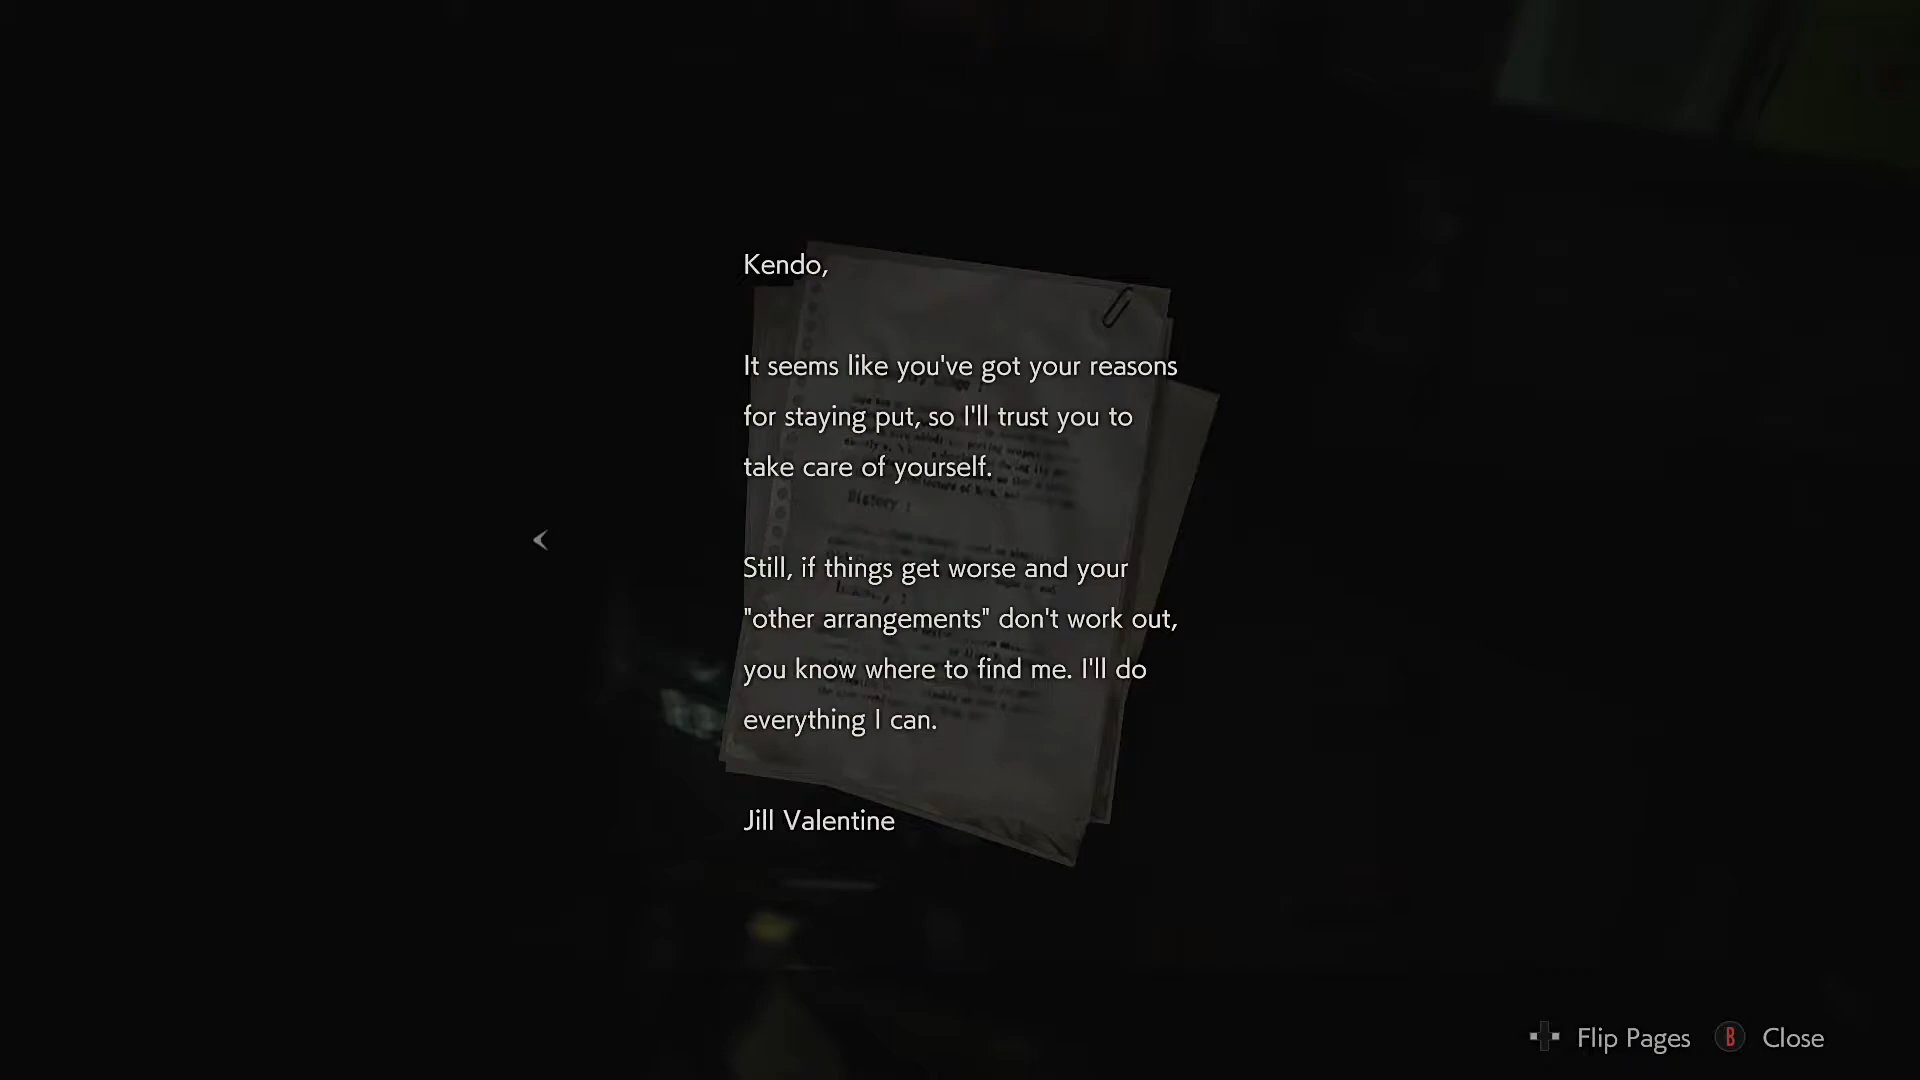 Kendo,
It seems like you've got your reasons
for staying put, so I'll trust you to
take care of yourself.
Still, if things get worse and your
"other arrangements" don't work out,
you know where to find me. I'll do
everything I can.
Jill Valentine
History :
Flip Pages B Close